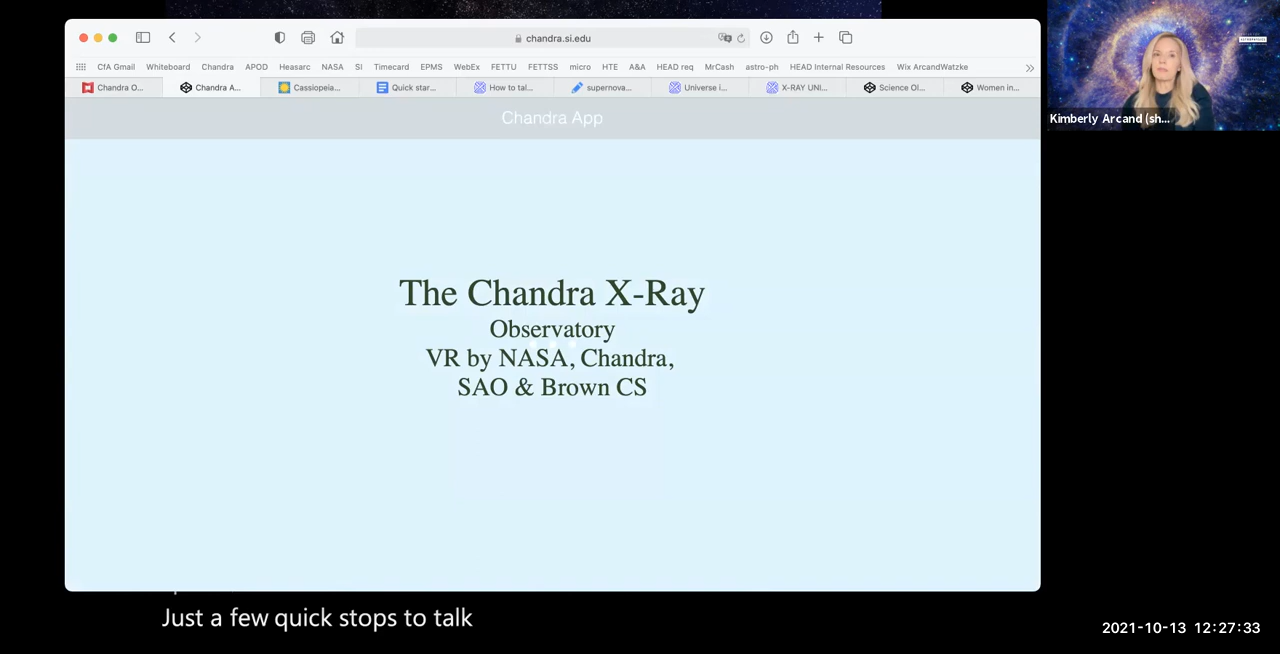 chandra.si.edu
CfA Gmail Whiteboard Chandra APOD Heasarc NASA SI Timecard EPMS WebEx FETTU FETTSS micro HTE A&A HEAD req MrCash astro-ph HEAD Internal Resources Wix ArcandWatzke
Chandra O... Chandra A... Cassiopeia... Quick star... How to tal... supernova... Universe i... X-RAY UNI... Science Ol... Women in...
Chandra App
Kimberly Arcand (sh...
The Chandra X-Ray
Observatory
VR by NASA, Chandra,
SAO & Brown CS
Just a few quick stops to talk
2021-10-13 12:27:33